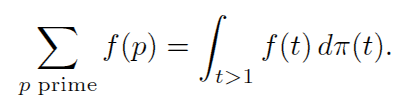 ∑_{p prime} f(p) = ∫_{t>1} f(t) dπ(t).